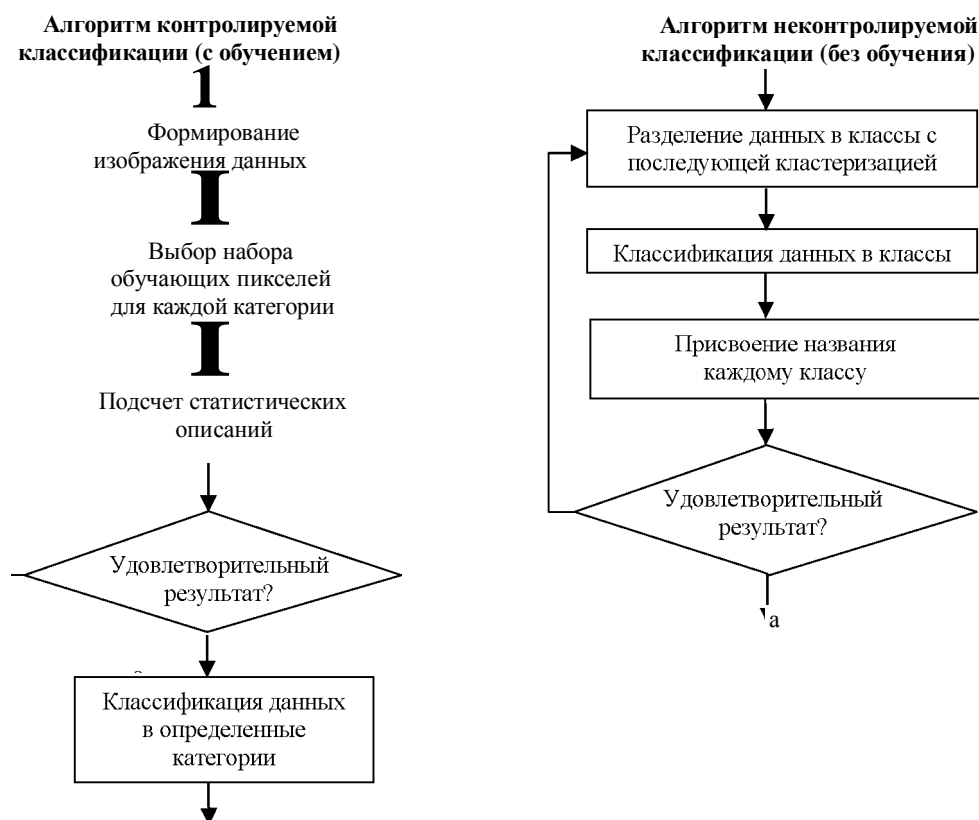 Алгоритм контролируемой
классификации (с обучением)
1
Формирование
изображения данных
I
Выбор набора
обучающих пикселей
для каждой категории
I
Подсчет статистических
описаний
Удовлетворительный
результат?
Классификация данных
в определенные
категории
Алгоритм неконтролируемой
классификации (без обучения)
Разделение данных в классы с
последующей кластеризацией
Классификация данных в классы
Присвоение названия
каждому классу
Удовлетворительный
результат?
а